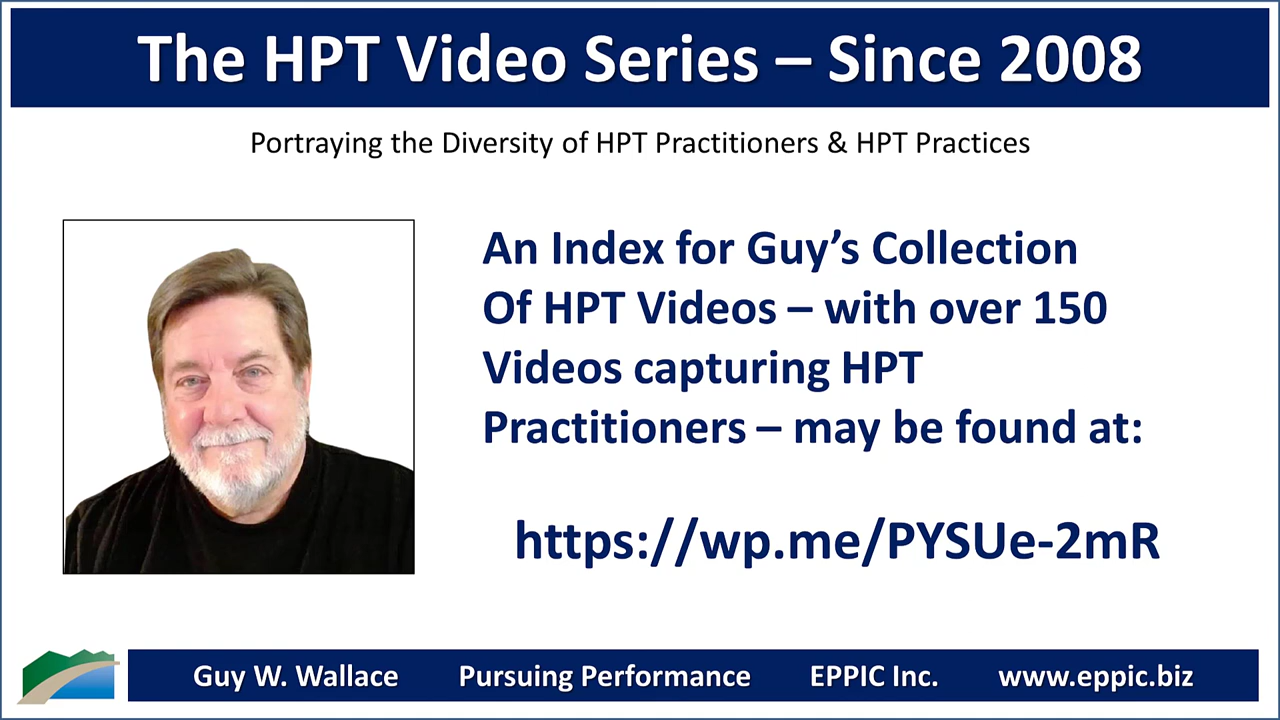 The HPT Video Series – Since 2008
Portraying the Diversity of HPT Practitioners & HPT Practices
An Index for Guy’s Collection
Of HPT Videos – with over 150
Videos capturing HPT
Practitioners – may be found at:
https://wp.me/PYSUe-2mR
Guy W. Wallace Pursuing Performance EPPIC Inc. www.eppic.biz